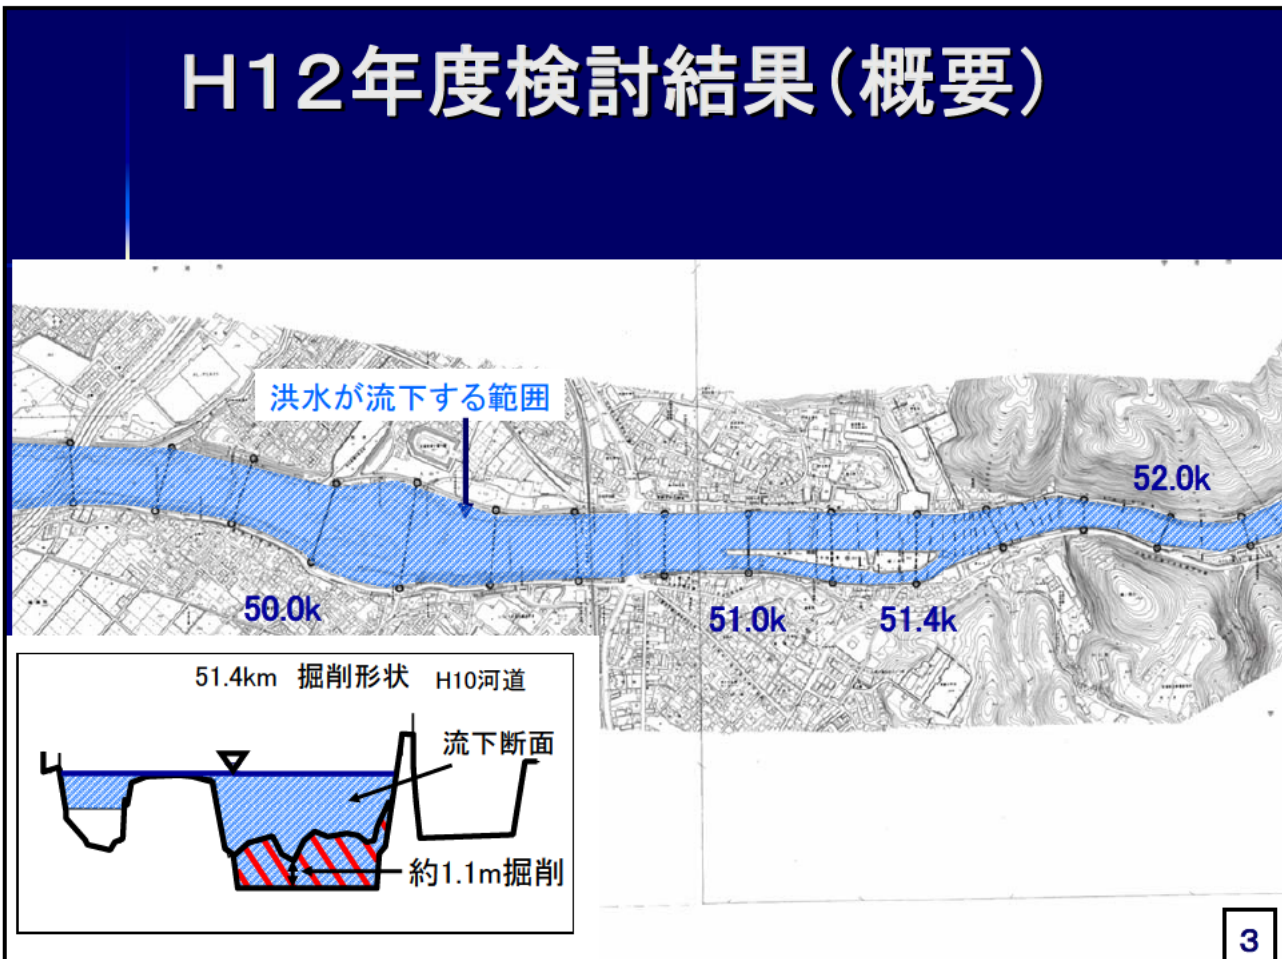 H12年度検討結果（概要）
洪水が流下する範囲
52.0k
50.0k
51.0k
51.4k
51.4km 掘削形状 H10河道
流下断面
約1.1m掘削
3